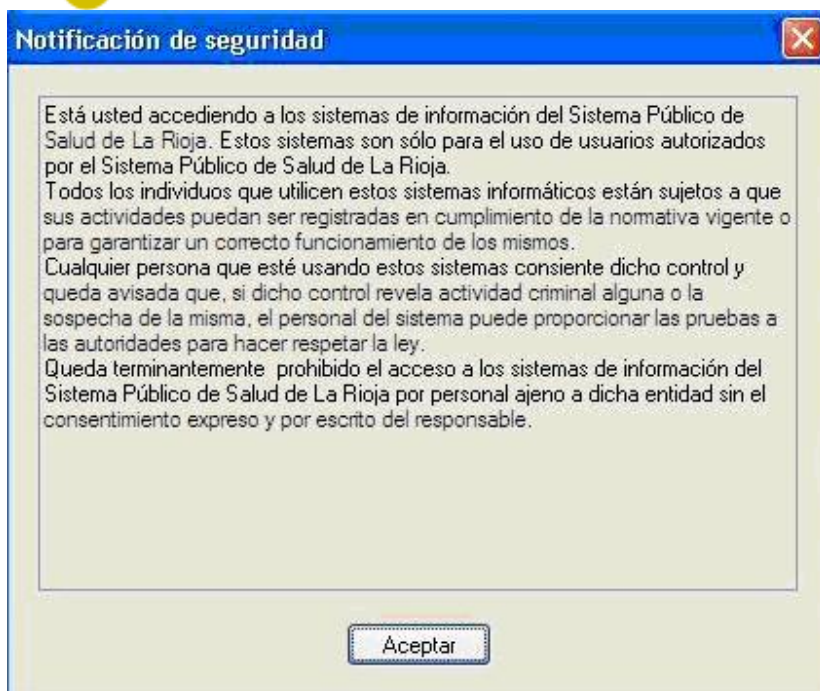 Notificación de seguridad
Está usted accediendo a los sistemas de información del Sistema Público de
Salud de La Rioja. Estos sistemas son sólo para el uso de usuarios autorizados
por el Sistema Público de Salud de La Rioja.
Todos los individuos que utilicen estos sistemas informáticos están sujetos a que
sus actividades puedan ser registradas en cumplimiento de la normativa vigente o
para garantizar un correcto funcionamiento de los mismos.
Cualquier persona que esté usando estos sistemas consiente dicho control y
queda avisada que, si dicho control revela actividad criminal alguna o la
sospecha de la misma, el personal del sistema puede proporcionar las pruebas a
las autoridades para hacer respetar la ley.
Queda terminantemente prohibido el acceso a los sistemas de información del
Sistema Público de Salud de La Rioja por personal ajeno a dicha entidad sin el
consentimiento expreso y por escrito del responsable.
Aceptar